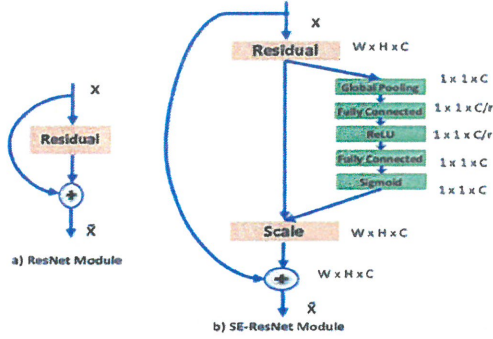 X
Residual
+
X̃
a) ResNet Module
X
Residual
W x H x C
Global Pooling
1 x 1 x C
Fully Connected
1 x 1 x C/r
ReLU
1 x 1 x C/r
Fully Connected
1 x 1 x C
Sigmoid
1 x 1 x C
Scale
W x H x C
+
W x H x C
X̃
b) SE-ResNet Module